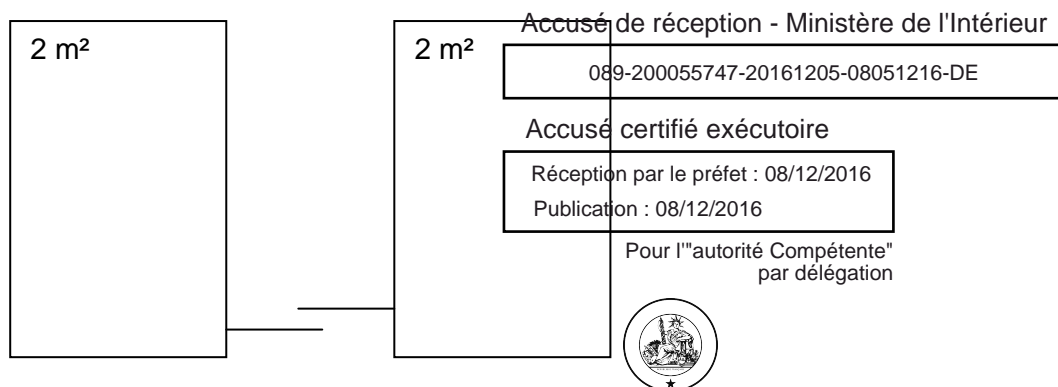 2 m²
2 m²
Accusé de réception - Ministère de l'Intérieur
089-200055747-20161205-08051216-DE
Accusé certifié exécutoire
Réception par le préfet : 08/12/2016
Publication : 08/12/2016
Pour l'"autorité Compétente"
par délégation